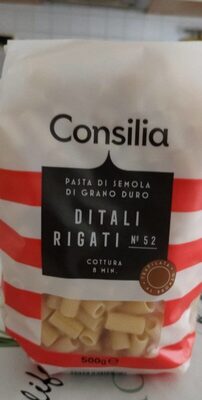 Consilia
PASTA DI SEMOLA
DI GRANO DURO
DITALI
RIGATI Nº 52
COTTURA
8 MIN.
500g e